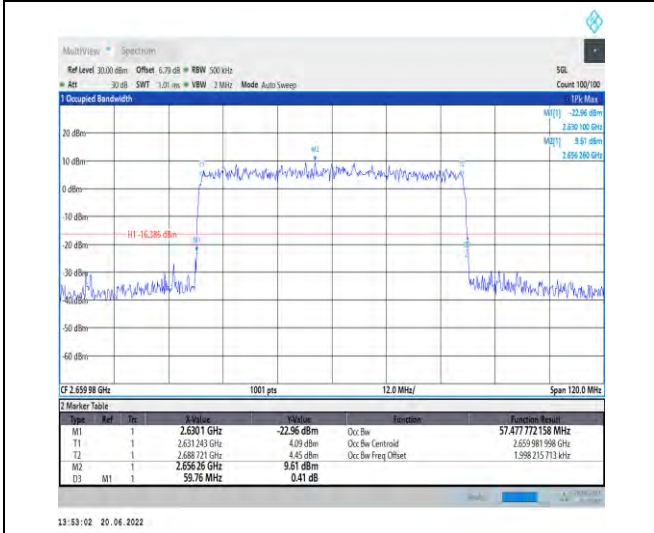 MultiView Spectrum
Ref Level 30.00 dBm Offset 6.79 dB RBW 500 kHz SGL
Att 30 dB SWT 1.01 ms VBW 2 MHz Mode Auto Sweep Count 100/100
1 Occupied Bandwidth 1Pk Max
M1[1] -22.96 dBm
2.630 100 GHz
M2[1] 9.61 dBm
2.656 260 GHz
20 dBm
M2
10 dBm
0 dBm
-10 dBm
H1 -16.386 dBm
-20 dBm
-30 dBm
-40 dBm
-50 dBm
-60 dBm
CF 2.659 98 GHz 1001 pts 12.0 MHz/ Span 120.0 MHz
2 Marker Table
Type Ref Trc X-Value Y-Value Function Function Result
M1 1 2.6301 GHz -22.96 dBm Occ Bw 57.477 772 158 MHz
T1 1 2.631 243 GHz 4.09 dBm Occ Bw Centroid 2.659 981 998 GHz
T2 1 2.688 721 GHz 4.45 dBm Occ Bw Freq Offset 1.998 215 713 kHz
M2 1 2.656 26 GHz 9.61 dBm
D3 M1 1 59.76 MHz 0.41 dB
13:53:02 20.06.2022